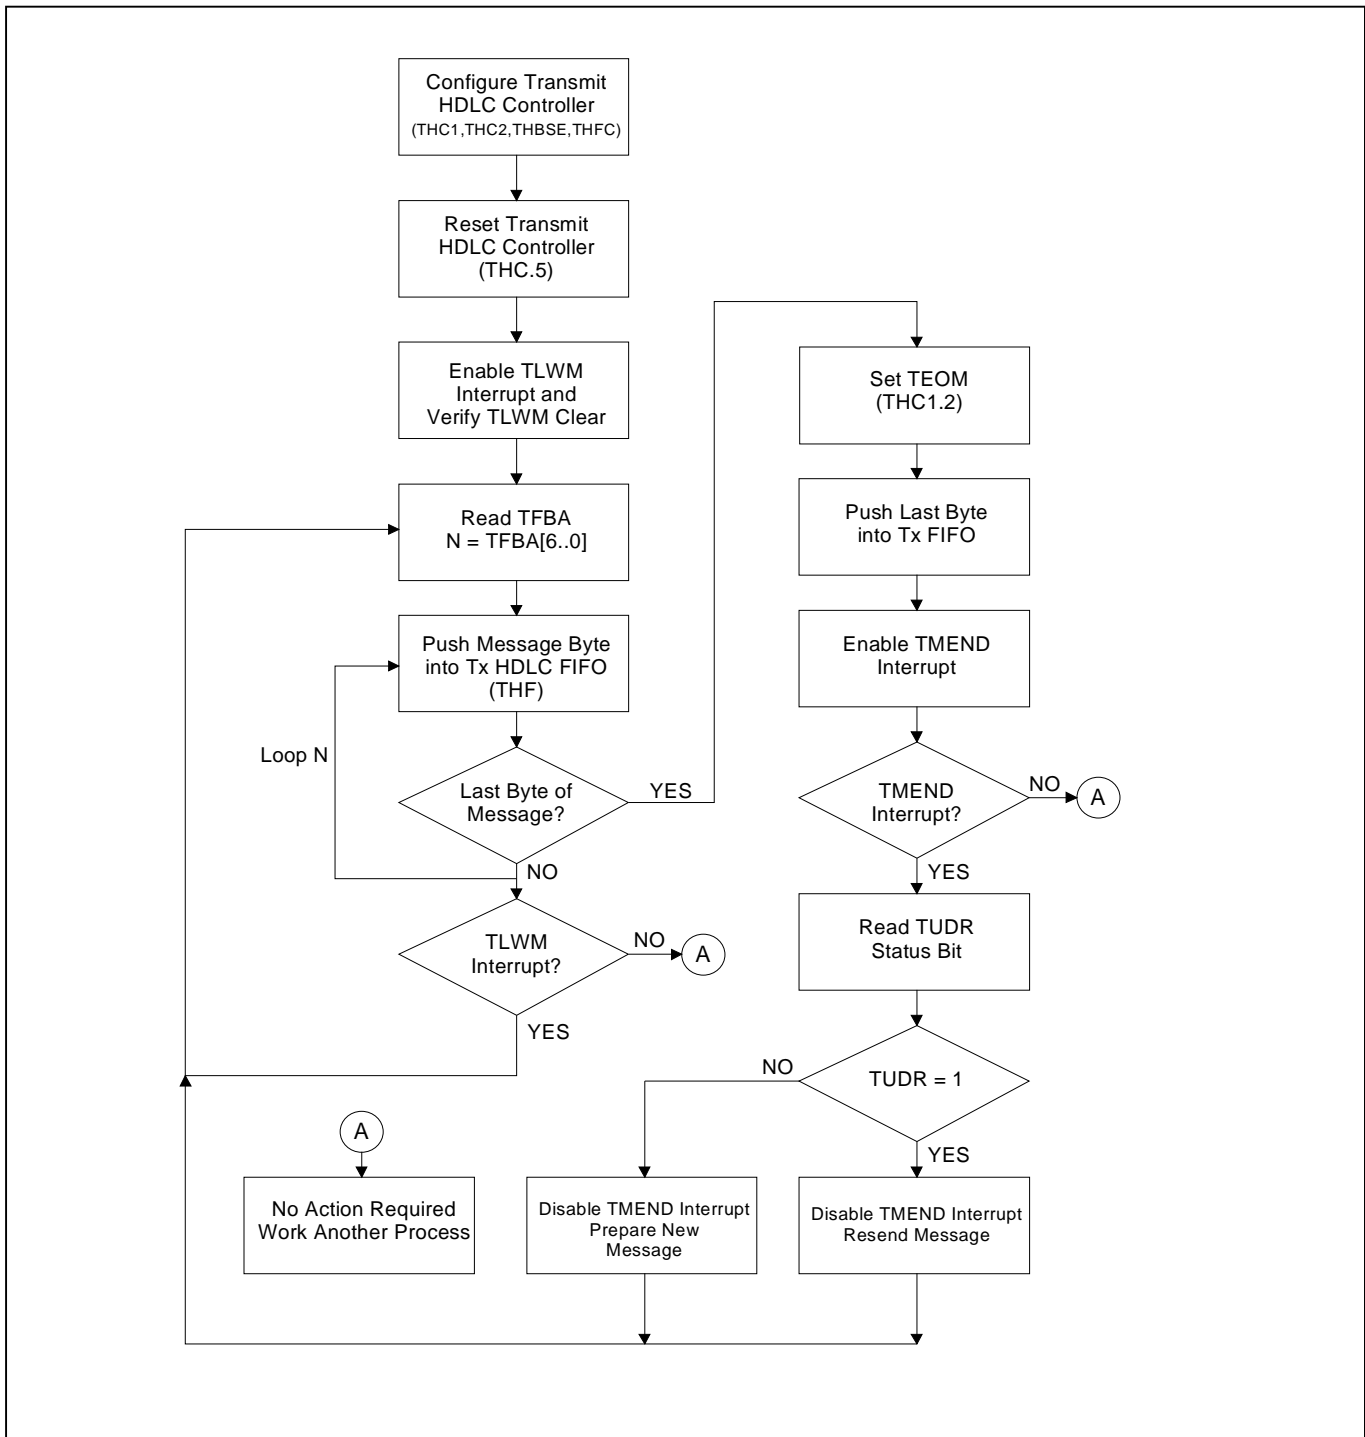 Configure Transmit
HDLC Controller
(THC1,THC2,THBSE,THFC)
Reset Transmit
HDLC Controller
(THC.5)
Enable TLWM
Interrupt and
Verify TLWM Clear
Read TFBA
N = TFBA[6..0]
Push Message Byte
into Tx HDLC FIFO
(THF)
Loop N
Last Byte of
Message?
YES
NO
TLWM
Interrupt?
NO
A
YES
A
No Action Required
Work Another Process
Set TEOM
(THC1.2)
Push Last Byte
into Tx FIFO
Enable TMEND
Interrupt
TMEND
Interrupt?
NO
A
YES
Read TUDR
Status Bit
TUDR = 1
NO
YES
Disable TMEND Interrupt
Prepare New
Message
Disable TMEND Interrupt
Resend Message